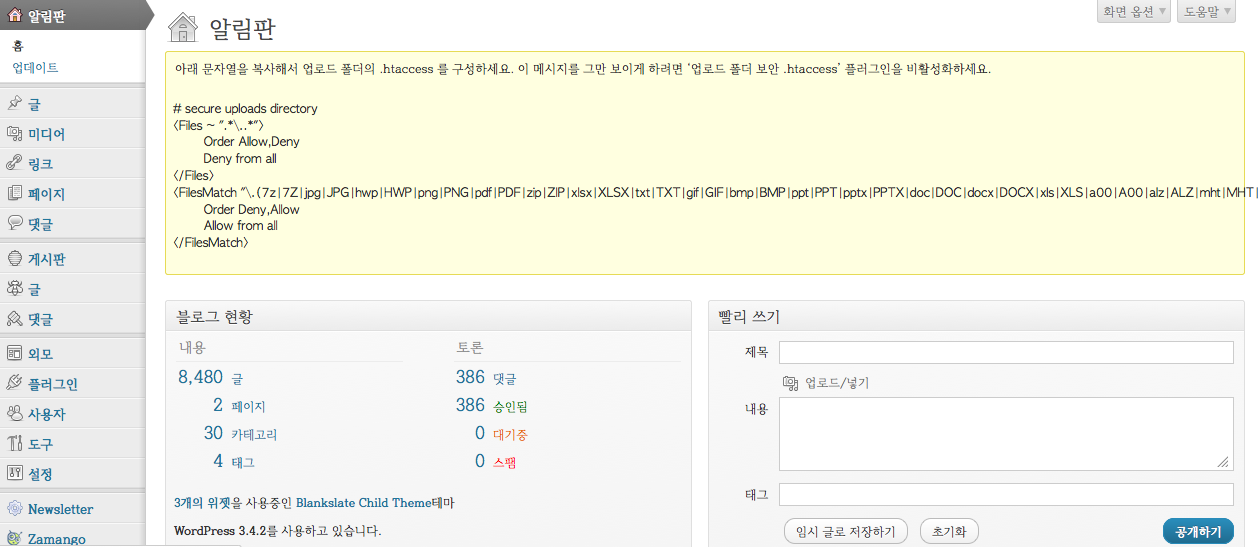 알림판
홈
업데이트
글
미디어
링크
페이지
댓글
게시판
글
댓글
외모
플러그인
사용자
도구
설정
Newsletter
Zamango
화면 옵션
도움말
알림판
아래 문자열을 복사해서 업로드 폴더의 .htaccess 를 구성하세요. 이 메시지를 그만 보이게 하려면 ‘업로드 폴더 보안 .htaccess’ 플러그인을 비활성화하세요.
# secure uploads directory
<Files ~ ".*\..*">
Order Allow,Deny
Deny from all
</Files>
<FilesMatch "\.(7z|7Z|jpg|JPG|hwp|HWP|png|PNG|pdf|PDF|zip|ZIP|xlsx|XLSX|txt|TXT|gif|GIF|bmp|BMP|ppt|PPT|pptx|PPTX|doc|DOC|docx|DOCX|xls|XLS|a00|A00|alz|ALZ|mht|MHT|
Order Deny,Allow
Allow from all
</FilesMatch>
블로그 현황
내용
8,480 글
2 페이지
30 카테고리
4 태그
토론
386 댓글
386 승인됨
0 대기중
0 스팸
3개의 위젯을 사용중인 Blankslate Child Theme테마
WordPress 3.4.2를 사용하고 있습니다.
빨리 쓰기
제목
업로드/넣기
내용
태그
임시 글로 저장하기
초기화
공개하기